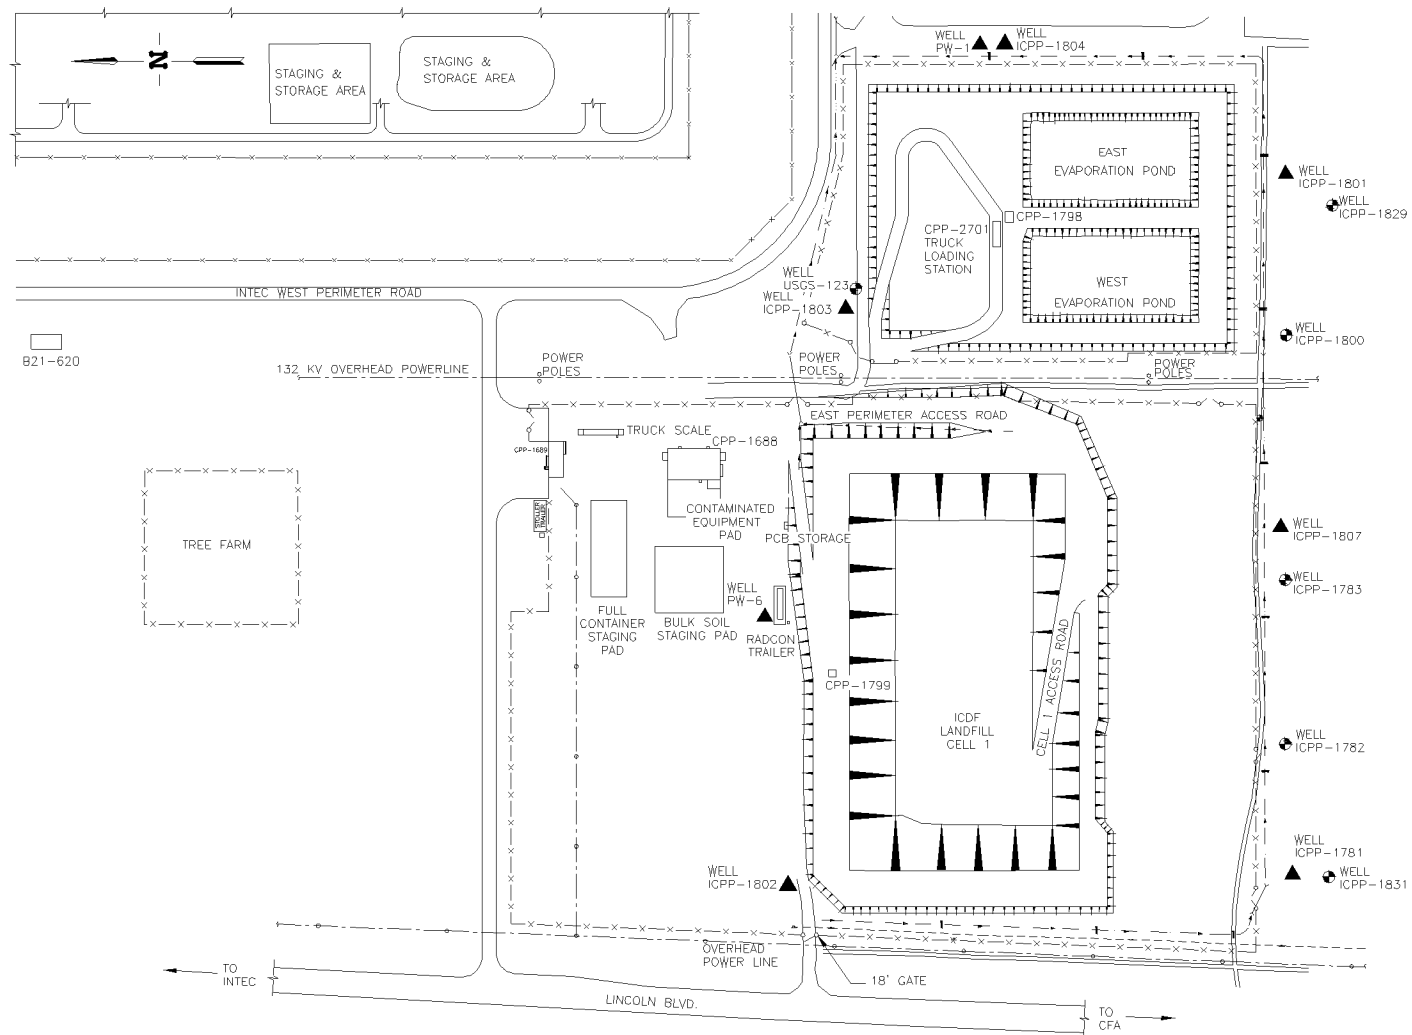 WELL
PW-1
WELL
ICPP-1804
N
STAGING &
STORAGE AREA
STAGING &
STORAGE AREA
EAST
EVAPORATION POND
WELL
ICPP-1801
WELL
ICPP-1829
CPP-1798
CPP-2701
TRUCK
LOADING
STATION
WELL
USGS-123
WELL
ICPP-1803
WEST
EVAPORATION POND
INTEC WEST PERIMETER ROAD
WELL
ICPP-1800
B21-620
132 KV OVERHEAD POWERLINE
POWER
POLES
POWER
POLES
POWER
POLES
EAST PERIMETER ACCESS ROAD
TRUCK SCALE
CPP-1688
CPP-1689
CONTAMINATED
EQUIPMENT
PAD
STOLLER
TRAILER
PCB STORAGE
WELL
ICPP-1807
TREE FARM
WELL
ICPP-1783
WELL
PW-6
FULL
CONTAINER
STAGING
PAD
BULK SOIL
STAGING PAD
RADCON
TRAILER
CPP-1799
CELL 1 ACCESS ROAD
ICDF
LANDFILL
CELL 1
WELL
ICPP-1782
WELL
ICPP-1781
WELL
ICPP-1831
WELL
ICPP-1802
OVERHEAD
POWER LINE
18' GATE
TO
INTEC
LINCOLN BLVD.
TO
CFA